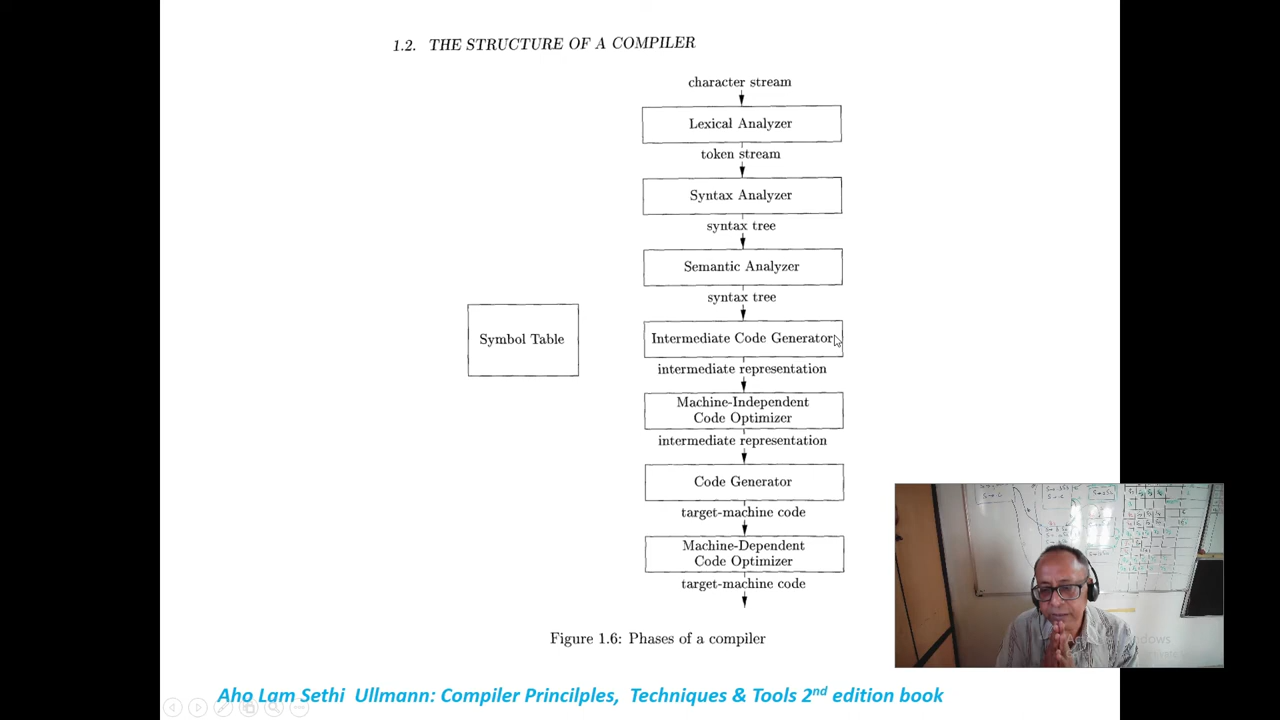 1.2. THE STRUCTURE OF A COMPILER
character stream
Lexical Analyzer
token stream
Syntax Analyzer
syntax tree
Semantic Analyzer
syntax tree
Symbol Table
Intermediate Code Generator
intermediate representation
Machine-Independent
Code Optimizer
intermediate representation
Code Generator
target-machine code
Machine-Dependent
Code Optimizer
target-machine code
Figure 1.6: Phases of a compiler
Aho Lam Sethi Ullmann: Compiler Princilples, Techniques & Tools 2nd edition book